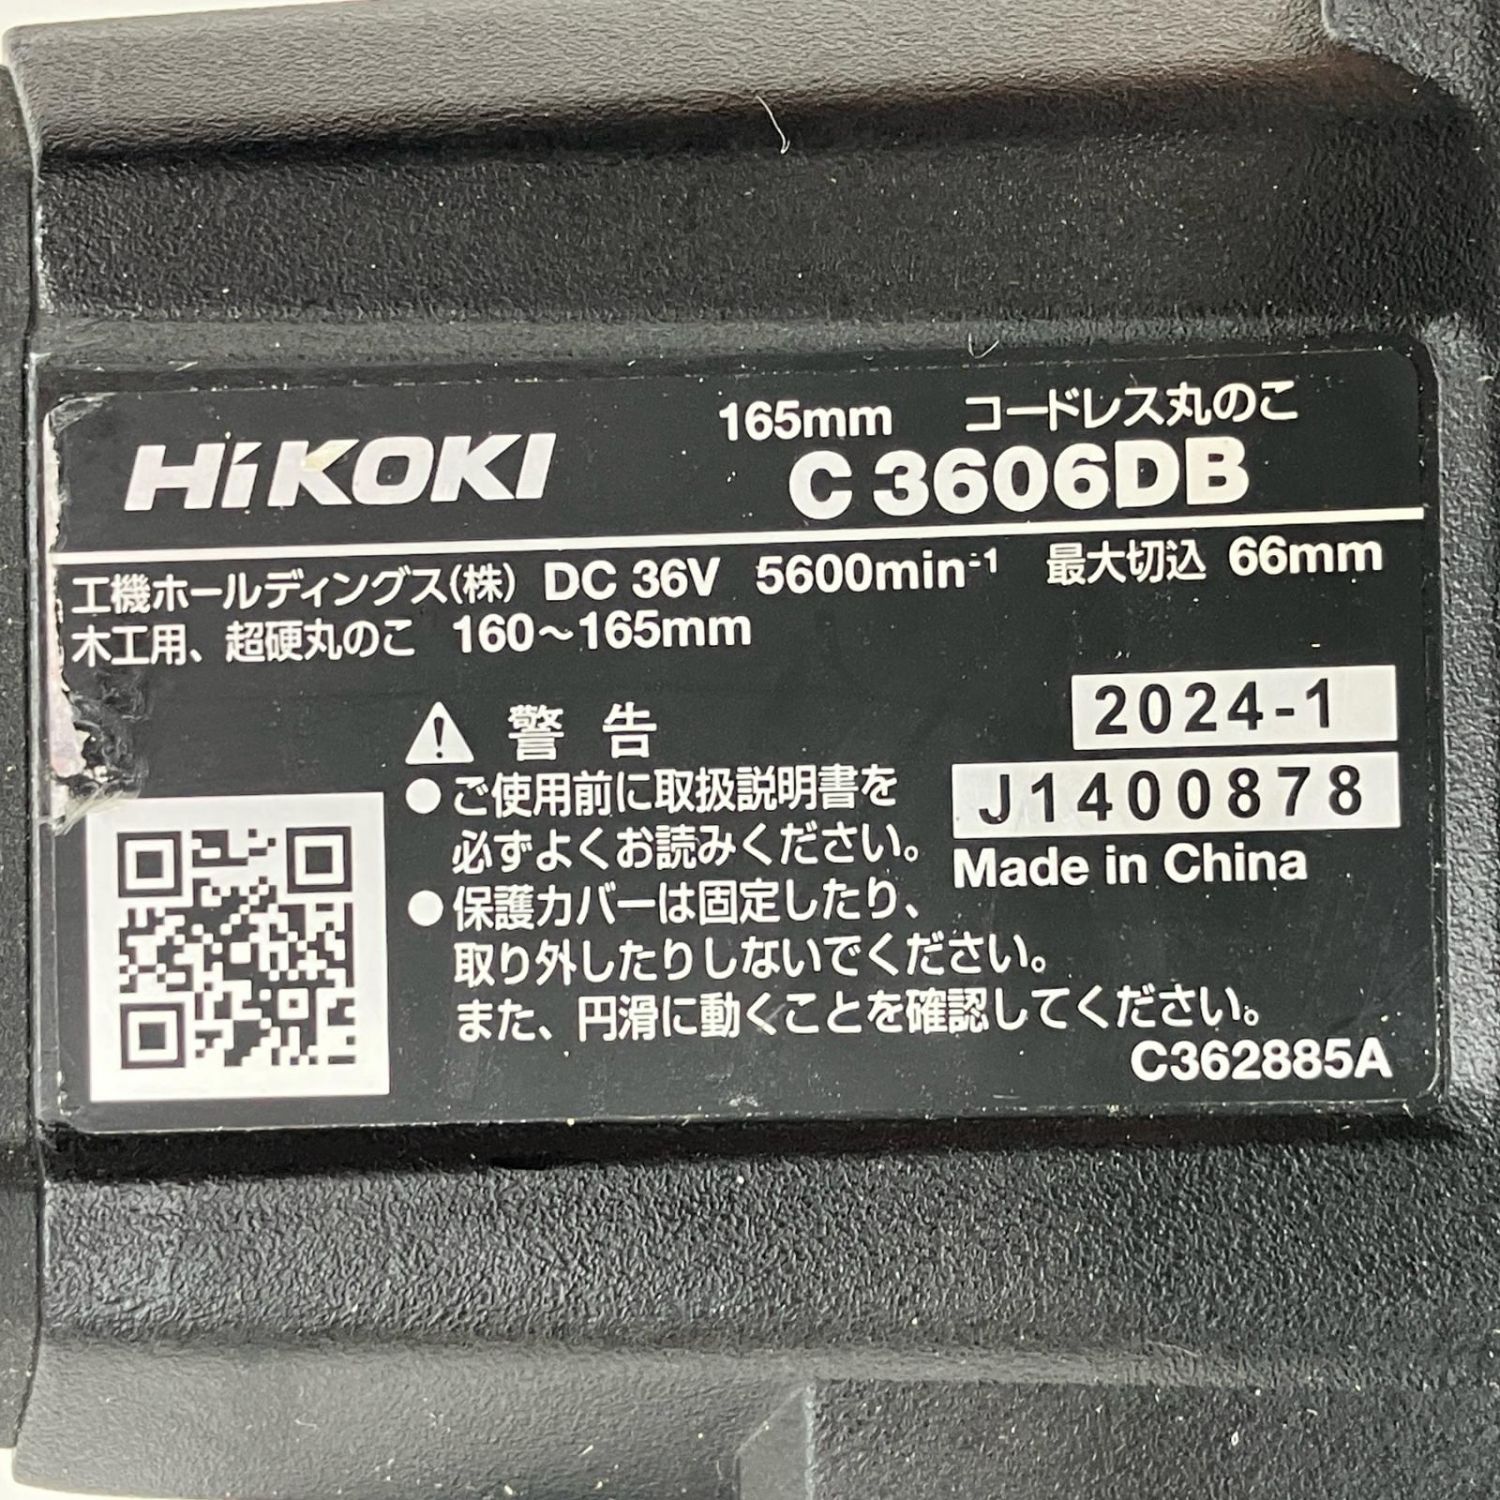 HiKOKI
165mm コードレス丸のこ
C 3606DB
工機ホールディングス(株) DC 36V 5600min⁻¹ 最大切込 66mm
木工用、超硬丸のこ 160～165mm
2024-1
J1400878
Made in China
警告
●ご使用前に取扱説明書を
必ずよくお読みください。
●保護カバーは固定したり、
取り外したりしないでください。
また、円滑に動くことを確認してください。
C362885A